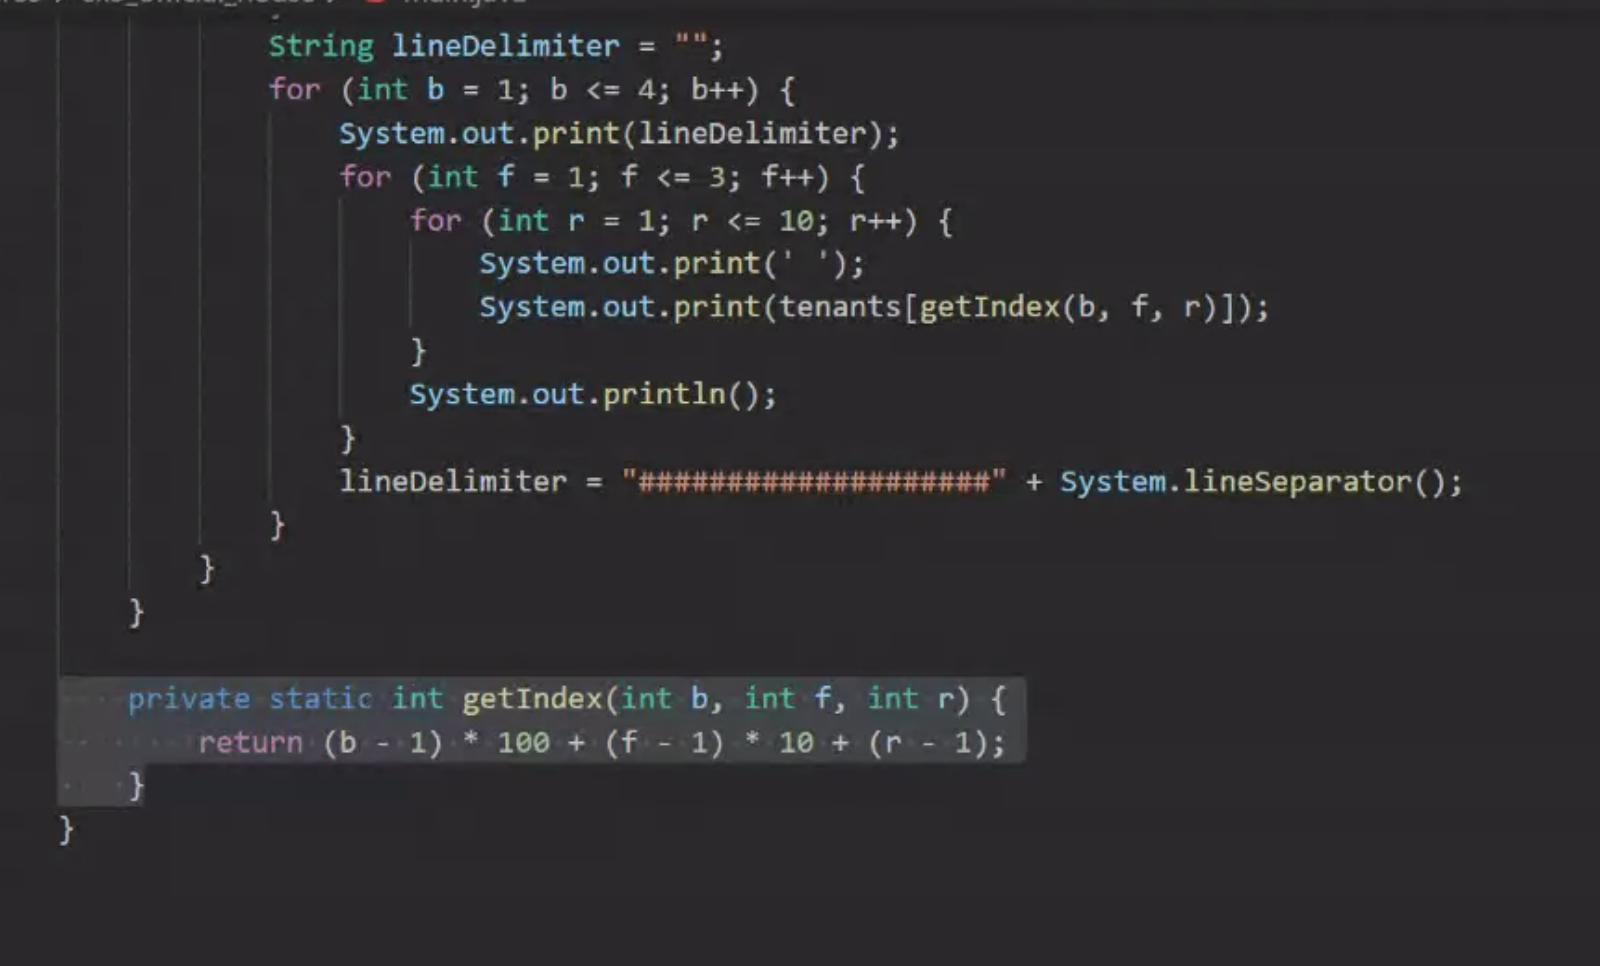 String lineDelimiter = "";
for (int b = 1; b <= 4; b++) {
System.out.print(lineDelimiter);
for (int f = 1; f <= 3; f++) {
for (int r = 1; r <= 10; r++) {
System.out.print(' ');
System.out.print(tenants[getIndex(b, f, r)]);
}
System.out.println();
}
lineDelimiter = "####################" + System.lineSeparator();
}
}
}
private static int getIndex(int b, int f, int r) {
return (b - 1) * 100 + (f - 1) * 10 + (r - 1);
}
}